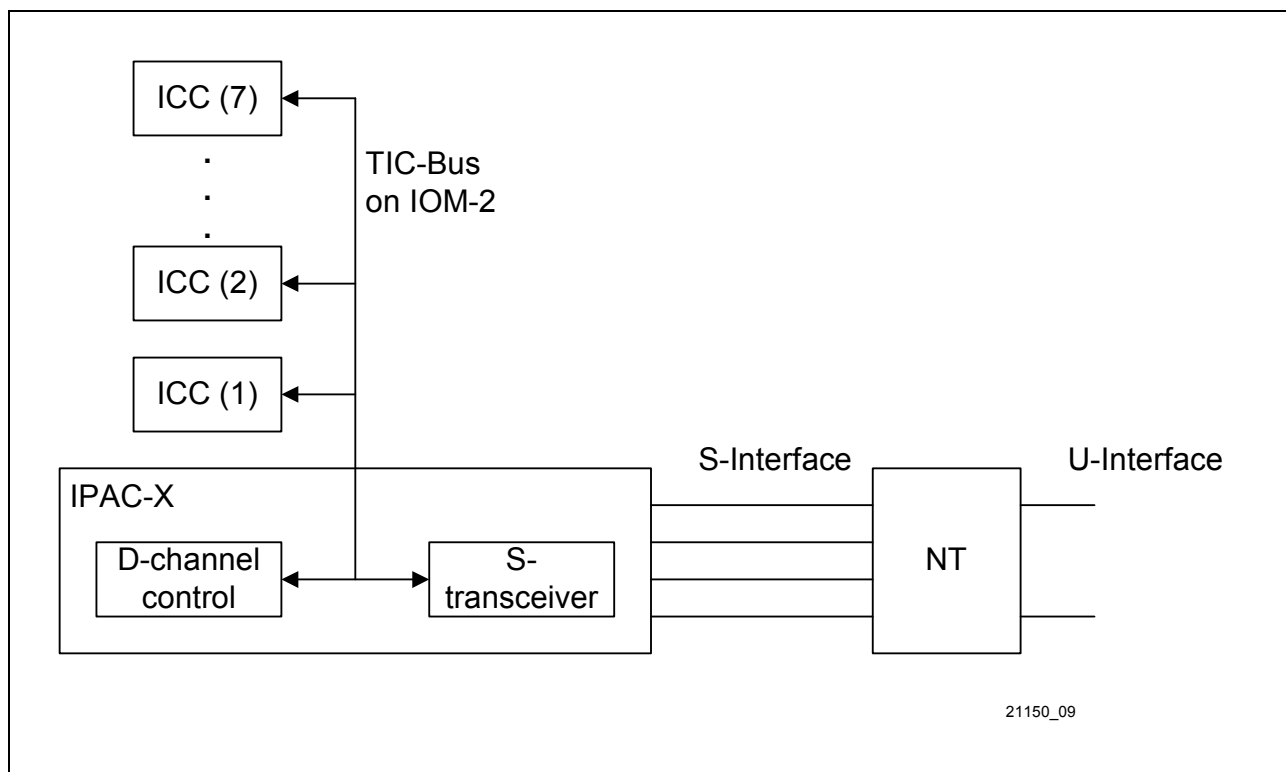 ICC (7)
.
.
.
TIC-Bus
on IOM-2
ICC (2)
ICC (1)
S-Interface
U-Interface
IPAC-X
D-channel
control
S-
transceiver
NT
21150_09